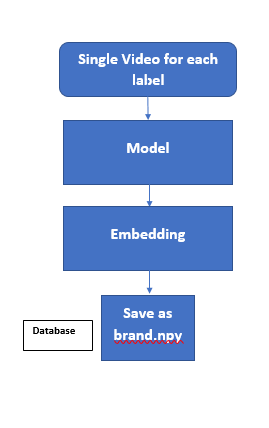 Single Video for each
label
Model
Embedding
Save as
brand.npy
Database